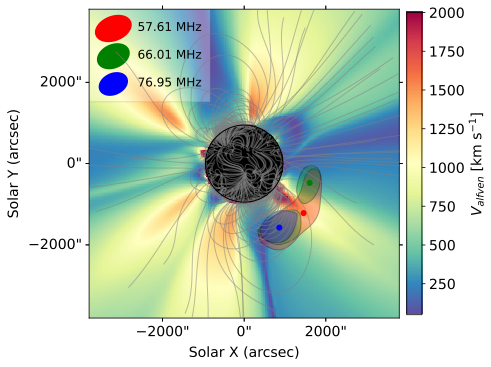 57.61 MHz
66.01 MHz
76.95 MHz
2000"
0"
−2000"
Solar Y (arcsec)
−2000" 0" 2000"
Solar X (arcsec)
2000
1750
1500
1250
1000
750
500
250
V_alfven [km s⁻¹]